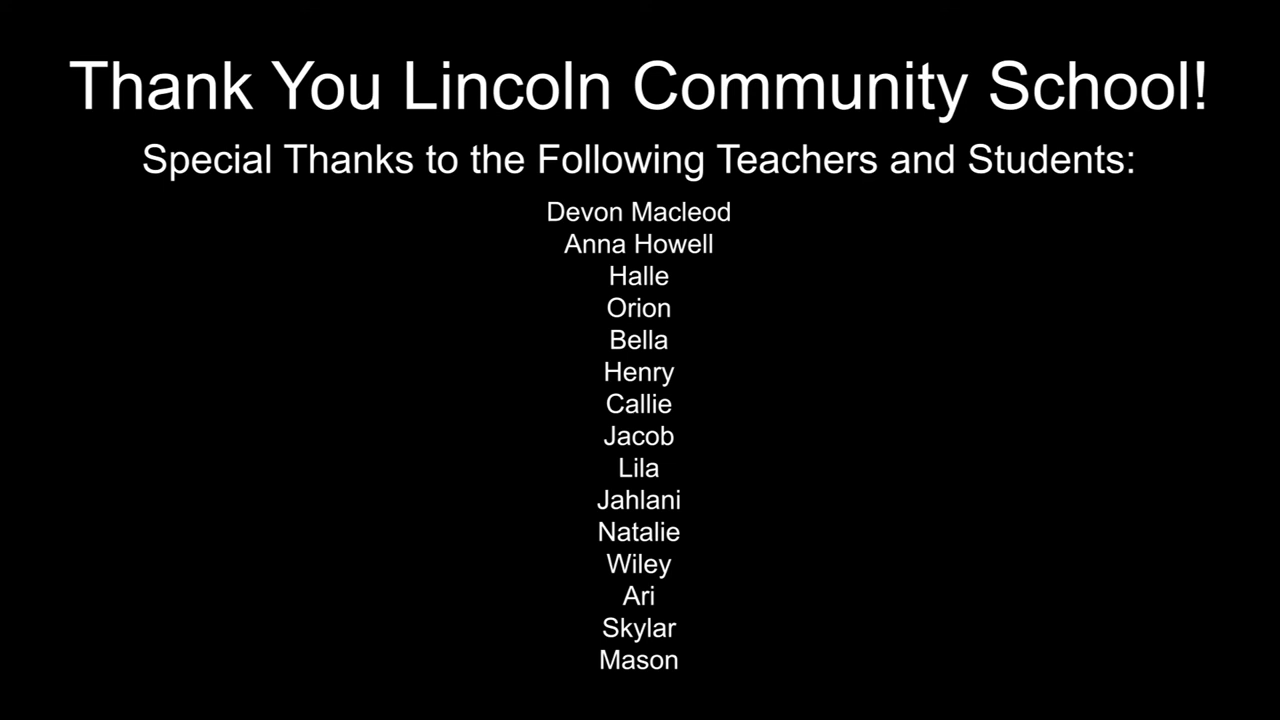 Thank You Lincoln Community School!
Special Thanks to the Following Teachers and Students:
Devon Macleod
Anna Howell
Halle
Orion
Bella
Henry
Callie
Jacob
Lila
Jahlani
Natalie
Wiley
Ari
Skylar
Mason